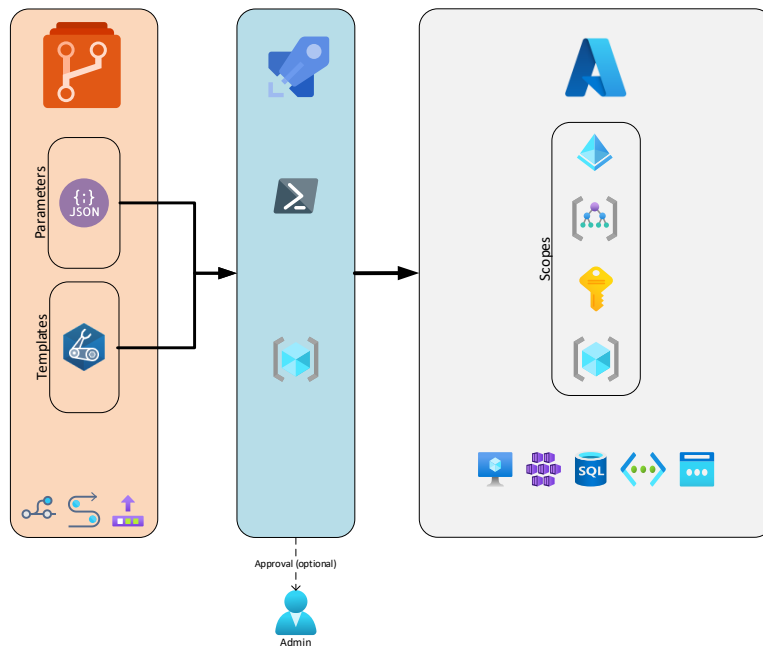 Parameters
{;}
JSON
Templates
Scopes
SQL
Approval (optional)
Admin